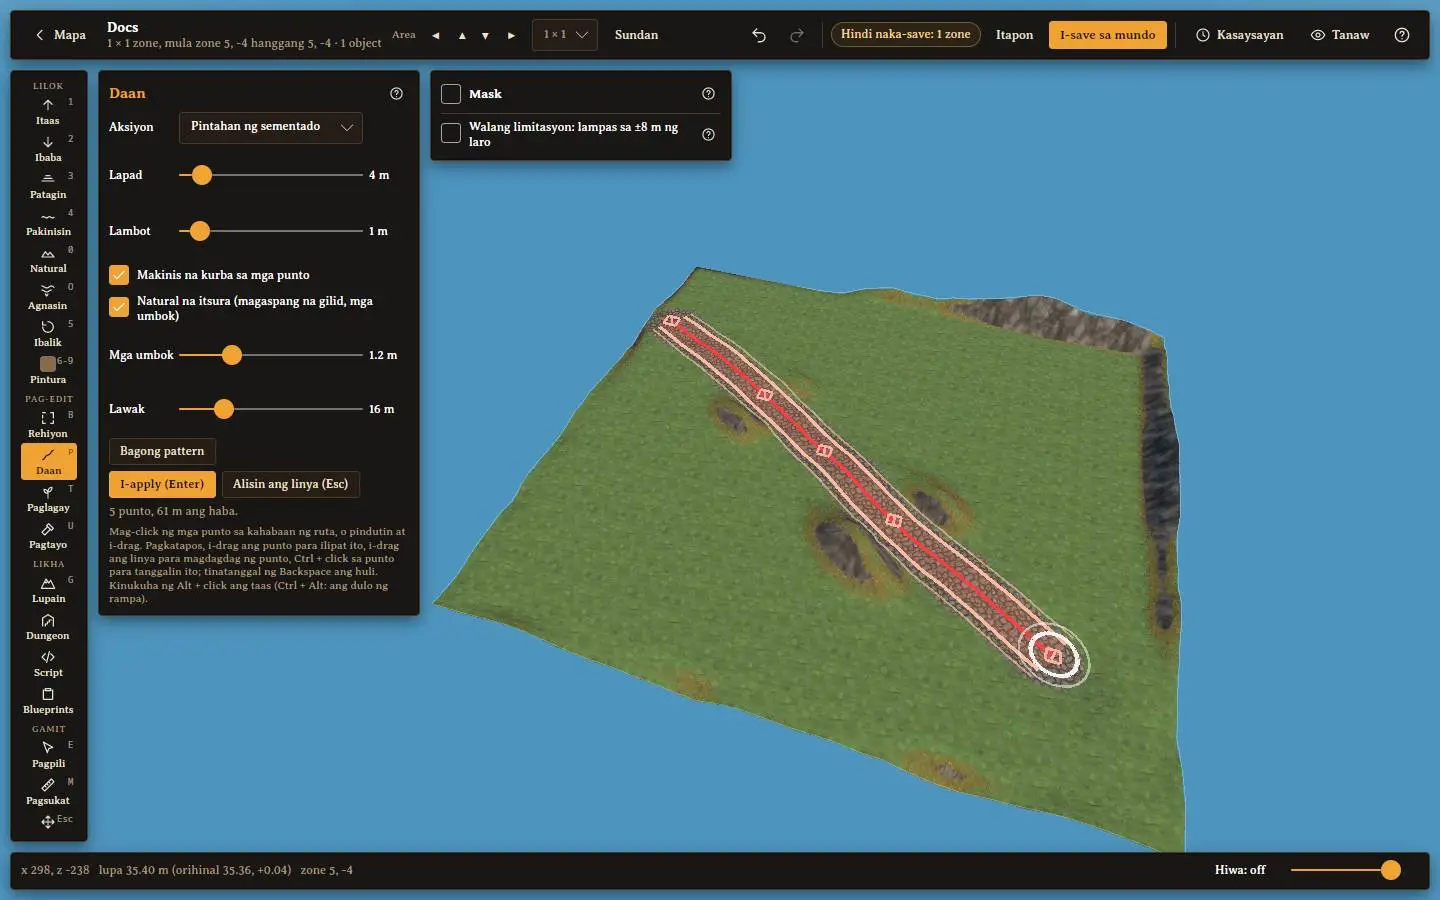 Mapa
Docs
1 × 1 zone, mula zone 5, -4 hanggang 5, -4 · 1 object
Area
1 × 1
Sundan
Hindi naka-save: 1 zone
Itapon
I-save sa mundo
Kasaysayan
Tanaw
LILOK
1
Itaas
2
Ibaba
3
Patagin
4
Pakinisin
0
Natural
O
Agnasin
5
Ibalik
6-9
Pintura
PAG-EDIT
B
Rehiyon
P
Daan
T
Paglagay
U
Pagtayo
LIKHA
6
Lupain
Dungeon
Script
Blueprints
GAMIT
E
Pagpili
M
Pagsukat
Esc
Daan
Aksiyon
Pintahan ng sementado
Lapad
4 m
Lambot
1 m
Makinis na kurba sa mga punto
Natural na itsura (magaspang na gilid, mga
umbok)
Mga umbok
1.2 m
Lawak
16 m
Bagong pattern
I-apply (Enter)
Alisin ang linya (Esc)
5 punto, 61 m ang haba.
Mag-click ng mga punto sa kahabaan ng ruta, o pindutin at
i-drag. Pagkatapos, i-drag ang punto para ilipat ito, i-drag
ang linya para magdagdag ng punto, Ctrl + click sa punto
para tanggalin ito; tinatanggal ng Backspace ang huli.
Kinukuha ng Alt + click ang taas (Ctrl + Alt: ang dulo ng
rampa).
Mask
Walang limitasyon: lampas sa ±8 m ng
laro
x 298, z -238 lupa 35.40 m (orihinal 35.36, +0.04) zone 5, -4
Hiwa: off